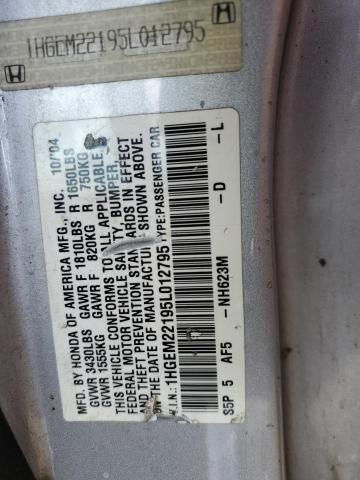 1HGEM22195L012795
MFD. BY HONDA OF AMERICA MFG., INC. 10/'04
GVWR 3430LBS GAWR F 1810LBS R 1650LBS
GVWR 1555KG GAWR F 820KG R 750KG
THIS VEHICLE CONFORMS TO ALL APPLICABLE
FEDERAL MOTOR VEHICLE SAFETY, BUMPER,
AND THEFT PREVENTION STANDARDS IN EFFECT
ON THE DATE OF MANUFACTURE SHOWN ABOVE.
V.I.N.: 1HGEM22195L012795 TYPE:PASSENGER CAR
S5P 5 AF5 -NH623M -D -L